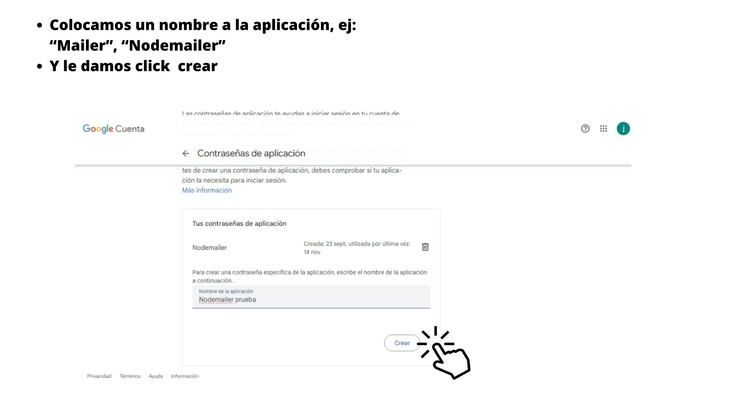 • Colocamos un nombre a la aplicación, ej:
“Mailer”, “Nodemailer”
• Y le damos click crear
Las contraseñas de aplicación te ayudan a iniciar sesión en tu cuenta de
Google Cuenta
j
Contraseñas de aplicación
tes de crear una contraseña de aplicación, debes comprobar si tu aplica-
ción la necesita para iniciar sesión.
Más información
Tus contraseñas de aplicación
Nodemailer
Creada: 23 sept; utilizada por última vez:
14 nov
Para crear una contraseña específica de la aplicación, escribe el nombre de la aplicación
a continuación...
Nombre de la aplicación
Nodemailer prueba
Crear
Privacidad Términos Ayuda Información